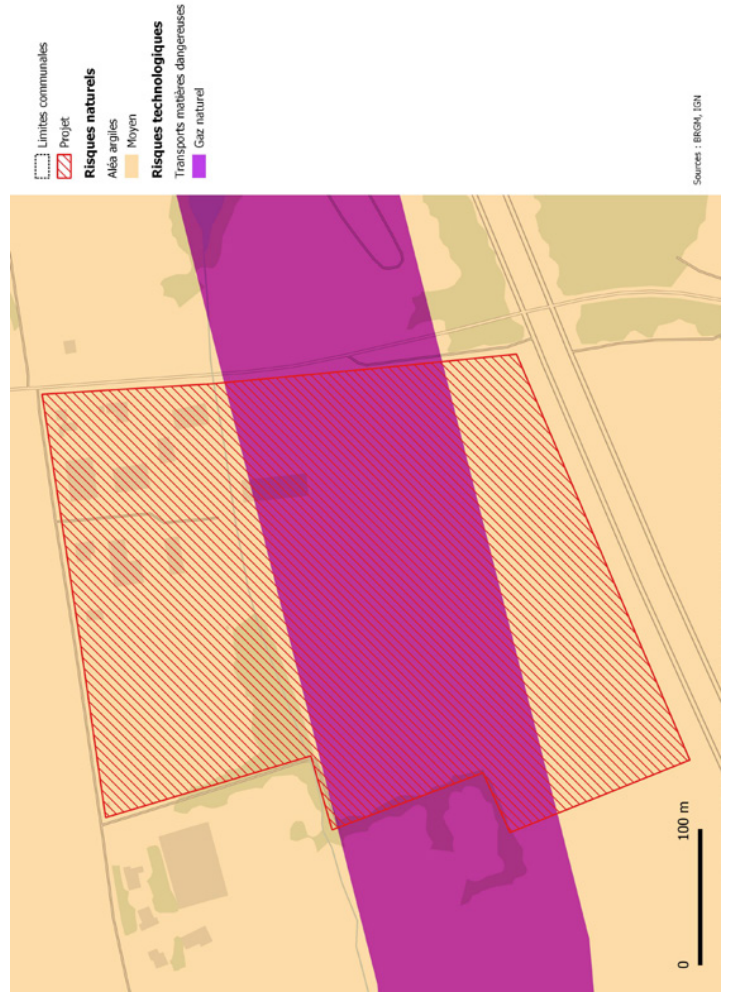 Limites communales
Projet
Risques naturels
Aléa argiles
Moyen
Risques technologiques
Transports matières dangereuses
Gaz naturel
Sources : BRGM, IGN
0 100 m